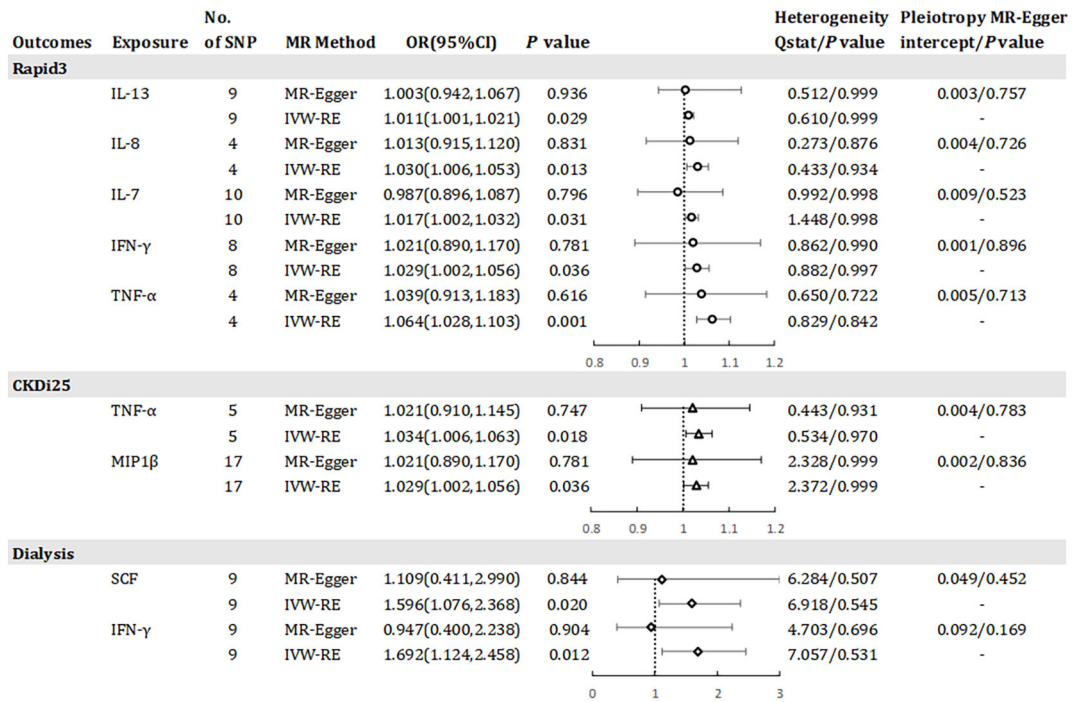 No. Heterogeneity Pleiotropy MR-Egger
Outcomes Exposure of SNP MR Method OR(95%CI) P value Qstat/P value intercept/P value
Rapid3
IL-13 9 MR-Egger 1.003(0.942,1.067) 0.936 0.512/0.999 0.003/0.757
9 IVW-RE 1.011(1.001,1.021) 0.029 0.610/0.999 -
IL-8 4 MR-Egger 1.013(0.915,1.120) 0.831 0.273/0.876 0.004/0.726
4 IVW-RE 1.030(1.006,1.053) 0.013 0.433/0.934 -
IL-7 10 MR-Egger 0.987(0.896,1.087) 0.796 0.992/0.998 0.009/0.523
10 IVW-RE 1.017(1.002,1.032) 0.031 1.448/0.998 -
IFN-γ 8 MR-Egger 1.021(0.890,1.170) 0.781 0.862/0.990 0.001/0.896
8 IVW-RE 1.029(1.002,1.056) 0.036 0.882/0.997 -
TNF-α 4 MR-Egger 1.039(0.913,1.183) 0.616 0.650/0.722 0.005/0.713
4 IVW-RE 1.064(1.028,1.103) 0.001 0.829/0.842 -
0.8 0.9 1 1.1 1.2
CKDi25
TNF-α 5 MR-Egger 1.021(0.910,1.145) 0.747 0.443/0.931 0.004/0.783
5 IVW-RE 1.034(1.006,1.063) 0.018 0.534/0.970 -
MIP1β 17 MR-Egger 1.021(0.890,1.170) 0.781 2.328/0.999 0.002/0.836
17 IVW-RE 1.029(1.002,1.056) 0.036 2.372/0.999 -
0.8 0.9 1 1.1 1.2
Dialysis
SCF 9 MR-Egger 1.109(0.411,2.990) 0.844 6.284/0.507 0.049/0.452
9 IVW-RE 1.596(1.076,2.368) 0.020 6.918/0.545 -
IFN-γ 9 MR-Egger 0.947(0.400,2.238) 0.904 4.703/0.696 0.092/0.169
9 IVW-RE 1.692(1.124,2.458) 0.012 7.057/0.531 -
0 1 2 3